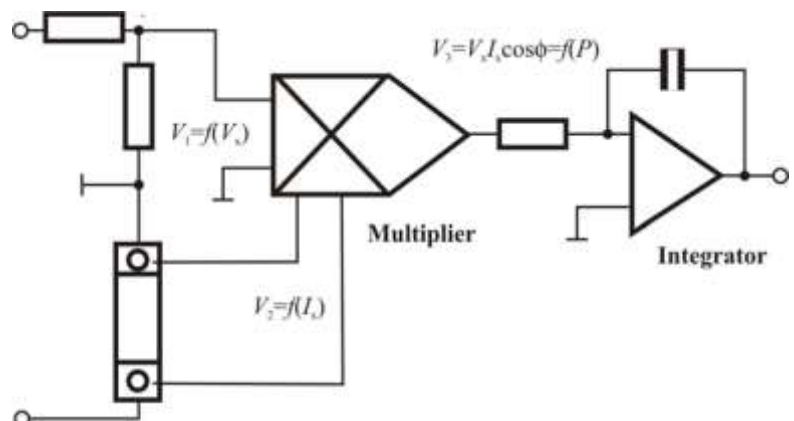 V₃=VₓIₓcosϕ=f(P)
V₁=f(Vₓ)
Multiplier
Integrator
V₂=f(Iₓ)